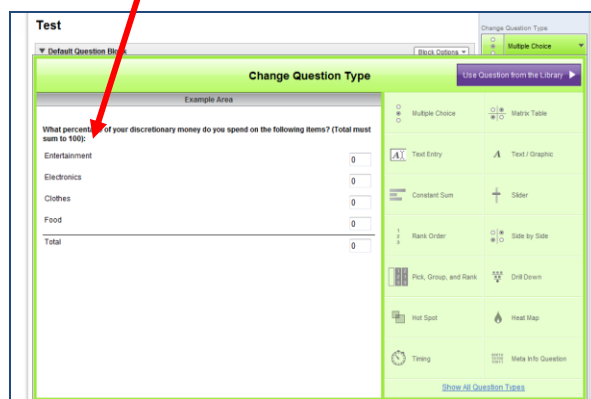 Test
Change Question Type
▼ Default Question Block
Block Options
Multiple Choice
Change Question Type
Use Question from the Library
Example Area
What percentage of your discretionary money do you spend on the following items? (Total must
sum to 100):
Entertainment 0
Electronics 0
Clothes 0
Food 0
Total 0
Multiple Choice Matrix Table
Text Entry Text / Graphic
Constant Sum Slider
Rank Order Side by Side
Pick, Group, and Rank Drill Down
Hot Spot Heat Map
Timing Meta Info Question
Show All Question Types